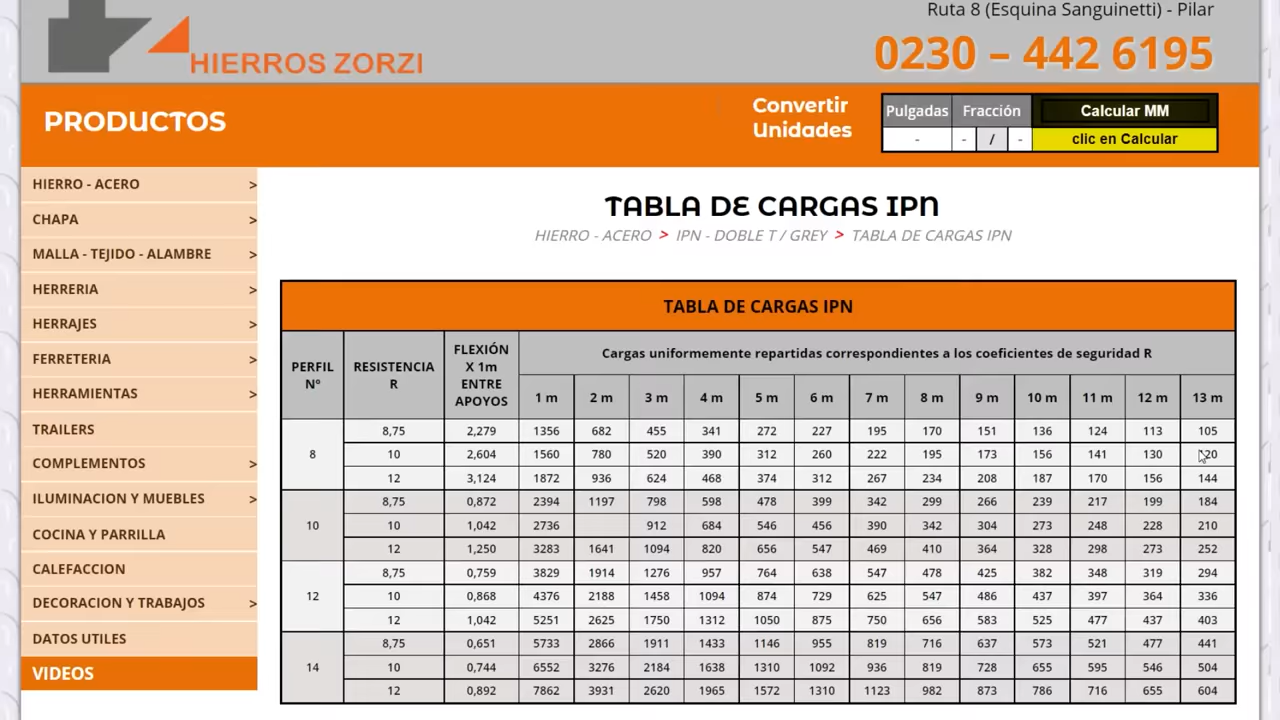 Ruta 8 (Esquina Sanguinetti) - Pilar
HIERROS ZORZI
0230 – 442 6195
PRODUCTOS
Convertir
Unidades
Pulgadas Fracción Calcular MM
- - / - clic en Calcular
HIERRO - ACERO >
CHAPA >
MALLA - TEJIDO - ALAMBRE >
HERRERIA >
HERRAJES >
FERRETERIA >
HERRAMIENTAS >
TRAILERS
COMPLEMENTOS >
ILUMINACION Y MUEBLES >
COCINA Y PARRILLA
CALEFACCION
DECORACION Y TRABAJOS >
DATOS UTILES
VIDEOS
TABLA DE CARGAS IPN
HIERRO - ACERO > IPN - DOBLE T / GREY > TABLA DE CARGAS IPN
TABLA DE CARGAS IPN
PERFIL
Nº
RESISTENCIA
R
FLEXIÓN
X 1m
ENTRE
APOYOS
Cargas uniformemente repartidas correspondientes a los coeficientes de seguridad R
1 m 2 m 3 m 4 m 5 m 6 m 7 m 8 m 9 m 10 m 11 m 12 m 13 m
8
8,75 2,279 1356 682 455 341 272 227 195 170 151 136 124 113 105
10 2,604 1560 780 520 390 312 260 222 195 173 156 141 130
12 3,124 1872 936 624 468 374 312 267 234 208 187 170 156 144
10
8,75 0,872 2394 1197 798 598 478 399 342 299 266 239 217 199 184
10 1,042 2736 912 684 546 456 390 342 304 273 248 228 210
12 1,250 3283 1641 1094 820 656 547 469 410 364 328 298 273 252
12
8,75 0,759 3829 1914 1276 957 764 638 547 478 425 382 348 319 294
10 0,868 4376 2188 1458 1094 874 729 625 547 486 437 397 364 336
12 1,042 5251 2625 1750 1312 1050 875 750 656 583 525 477 437 403
14
8,75 0,651 5733 2866 1911 1433 1146 955 819 716 637 573 521 477 441
10 0,744 6552 3276 2184 1638 1310 1092 936 819 728 655 595 546 504
12 0,892 7862 3931 2620 1965 1572 1310 1123 982 873 786 716 655 604